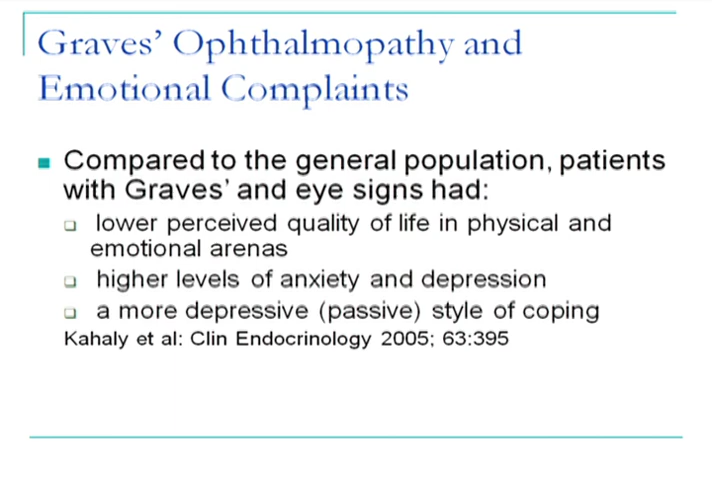 Graves’ Ophthalmopathy and
Emotional Complaints
Compared to the general population, patients
with Graves’ and eye signs had:
lower perceived quality of life in physical and
emotional arenas
higher levels of anxiety and depression
a more depressive (passive) style of coping
Kahaly et al: Clin Endocrinology 2005; 63:395